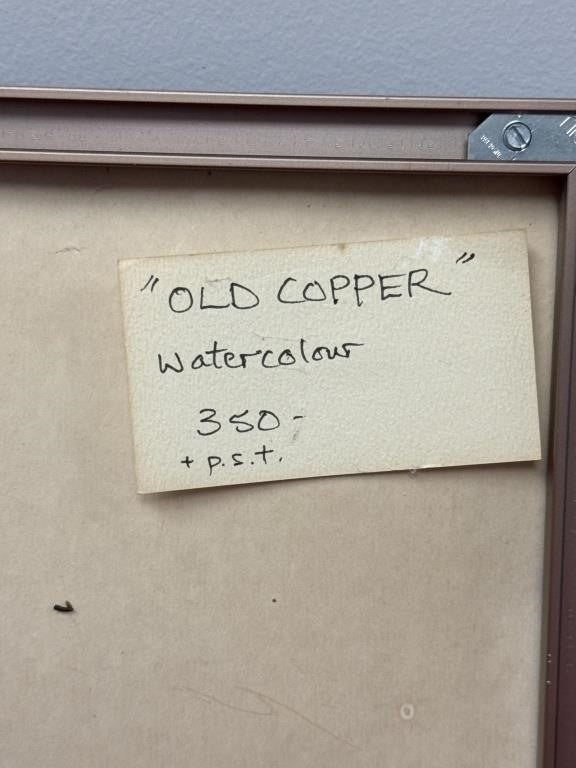 "OLD COPPER"
Watercolour
350-
+ p.s.t.